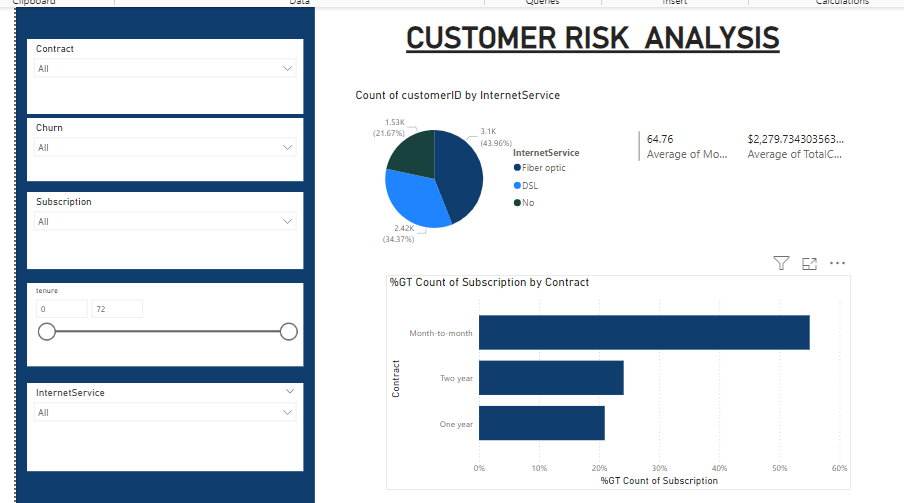 Clipboard
Data
Queries
Insert
Calculations
CUSTOMER RISK ANALYSIS
Contract
All
Churn
All
Subscription
All
tenure
0
72
InternetService
All
Count of customerID by InternetService
1.53K
(21.67%)
3.1K
(43.96%)
2.42K
(34.37%)
InternetService
Fiber optic
DSL
No
64.76
Average of Mo...
$2,279.734303563...
Average of TotalC...
%GT Count of Subscription by Contract
Contract
Month-to-month
Two year
One year
0%
10%
20%
30%
40%
50%
60%
%GT Count of Subscription